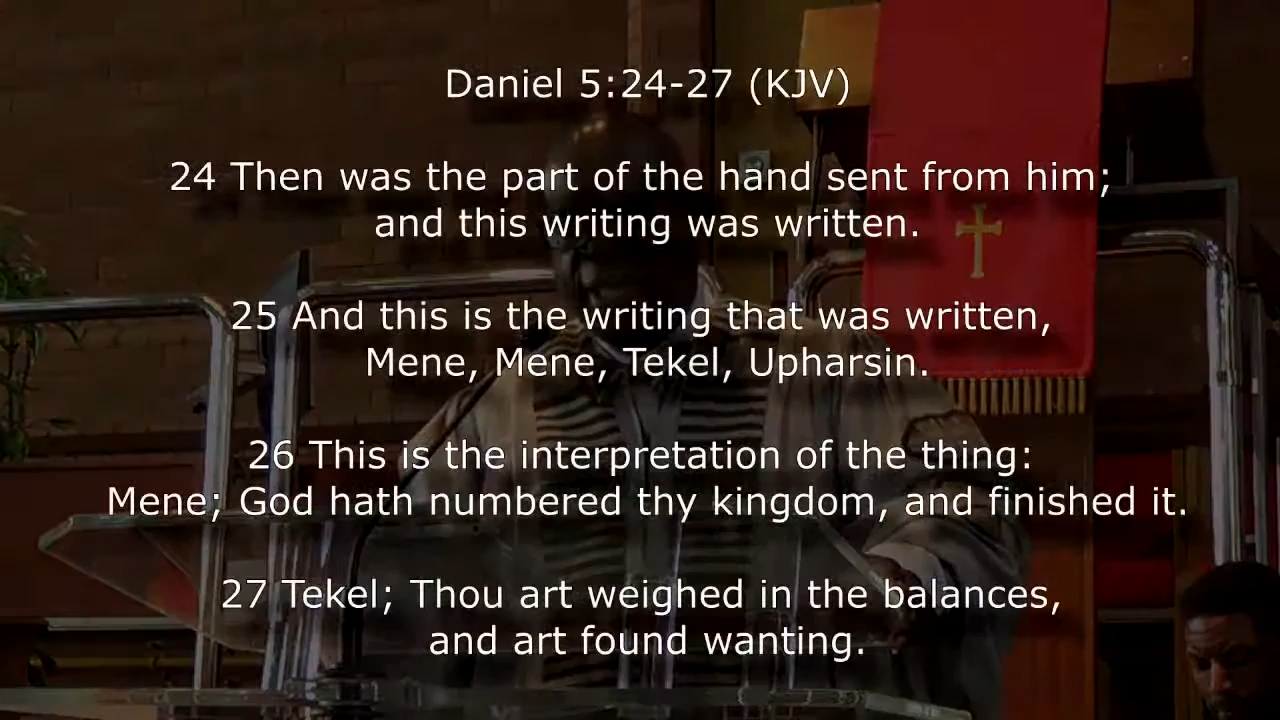 Daniel 5:24-27 (KJV)
24 Then was the part of the hand sent from him;
and this writing was written.
25 And this is the writing that was written,
Mene, Mene, Tekel, Upharsin.
26 This is the interpretation of the thing:
Mene; God hath numbered thy kingdom, and finished it.
27 Tekel; Thou art weighed in the balances,
and art found wanting.